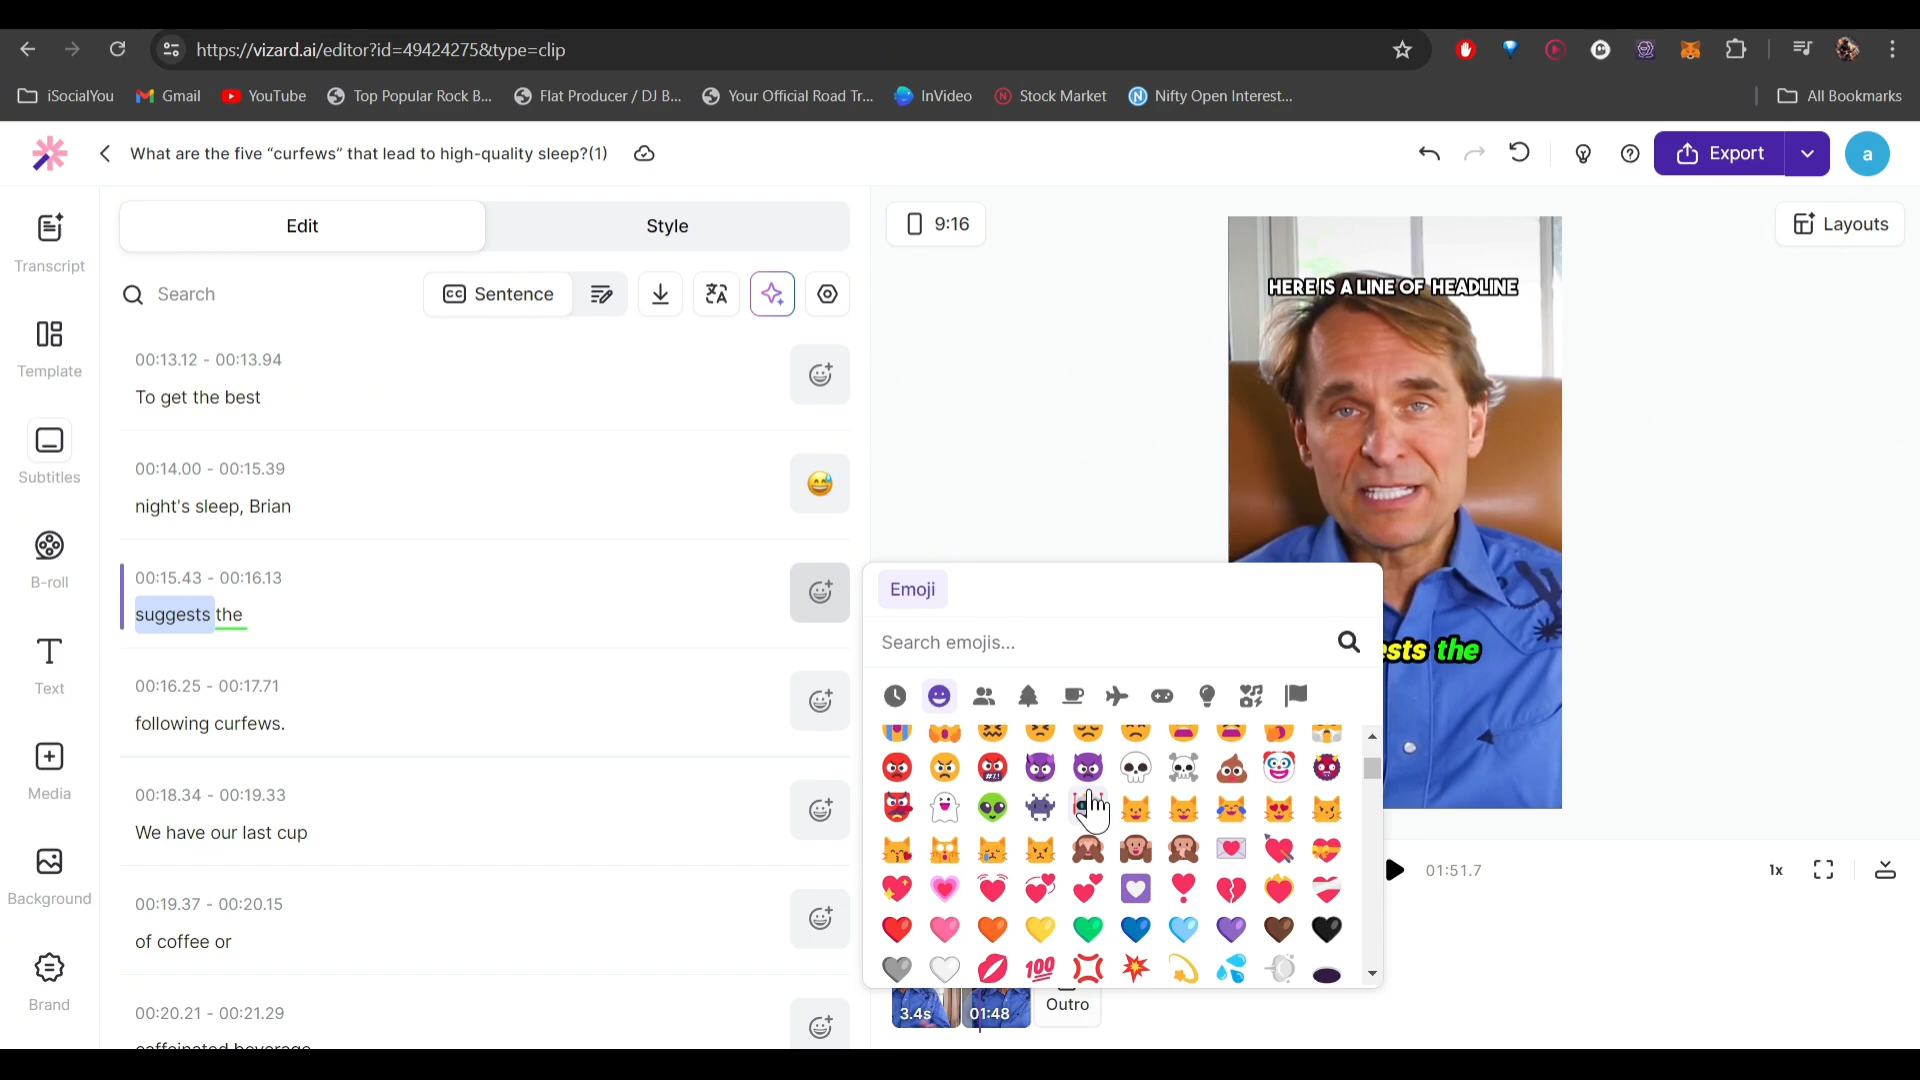 https://vizard.ai/editor?id=49424275&type=clip
iSocialYou
Gmail
YouTube
Top Popular Rock B...
Flat Producer / DJ B...
Your Official Road Tr...
InVideo
Stock Market
Nifty Open Interest...
All Bookmarks
What are the five “curfews” that lead to high-quality sleep?(1)
Export
a
Transcript
Template
Subtitles
B-roll
Text
Media
Background
Brand
Edit
Style
Search
CC Sentence
00:13.12 - 00:13.94
To get the best
00:14.00 - 00:15.39
night's sleep, Brian
00:15.43 - 00:16.13
suggests the
00:16.25 - 00:17.71
following curfews.
00:18.34 - 00:19.33
We have our last cup
00:19.37 - 00:20.15
of coffee or
00:20.21 - 00:21.29
9:16
Layouts
HERE IS A LINE OF HEADLINE
ests the
Emoji
Search emojis...
100
01:51.7
1x
3.4s
01:48
Outro